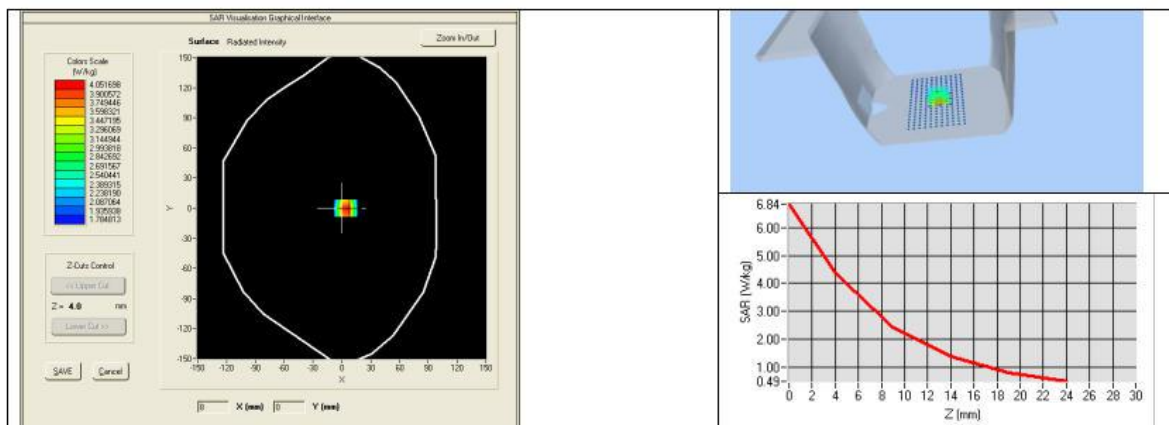 SAR Visualisation Graphical Interface
Surface Radiated Intensity
Zoom In/Out
Colors Scale
(W/kg)
4.051698
3.900572
3.749446
3.598321
3.447195
3.296069
3.144944
2.993818
2.842692
2.691567
2.540441
2.389315
2.238190
2.087064
1.935938
1.784813
Z-Cuts Control
<< Upper Cut
Z = 4.0 mm
Lower Cut >>
SAVE Cancel
Y
150
120
90
60
30
0
-30
-60
-90
-120
-150
-150 -120 -90 -60 -30 0 30 60 90 120 150
X
0 X (mm) 0 Y (mm)
SAR (W/kg)
6.84
6.00
5.00
4.00
3.00
2.00
1.00
0.49
0 2 4 6 8 10 12 14 16 18 20 22 24 26 28 30
Z (mm)